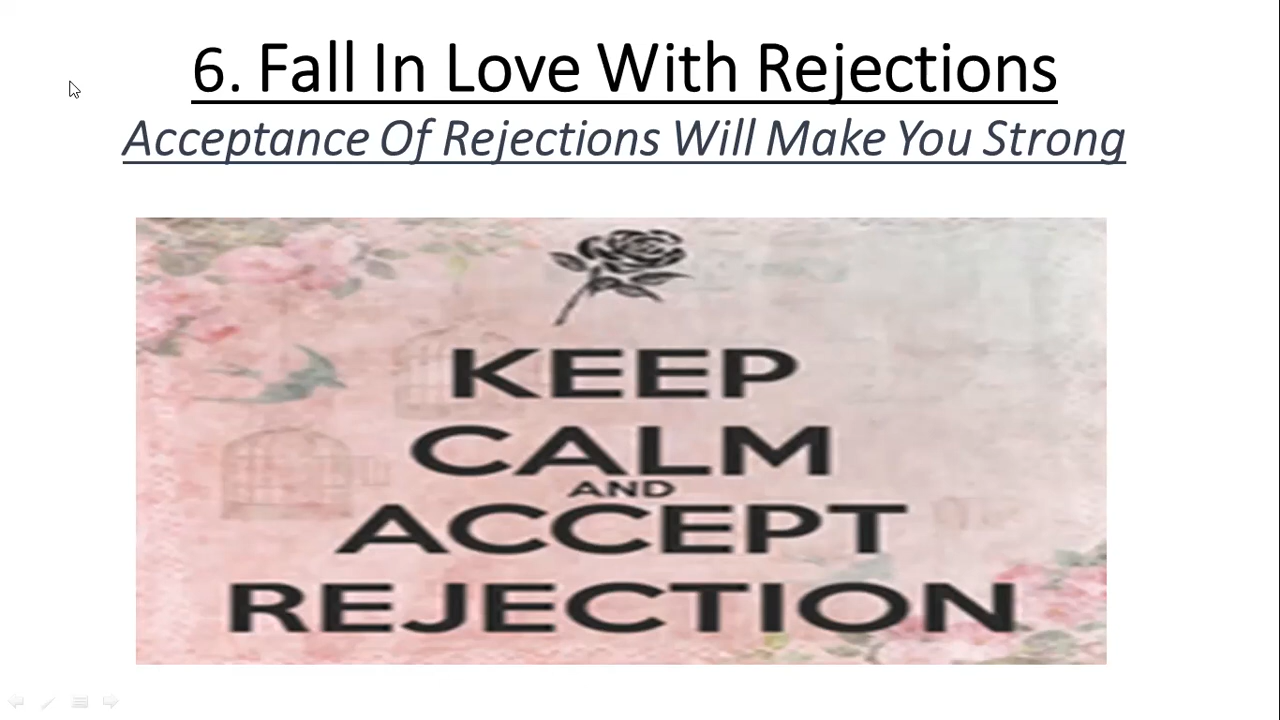 6. Fall In Love With Rejections
Acceptance Of Rejections Will Make You Strong
KEEP
CALM
AND
ACCEPT
REJECTION